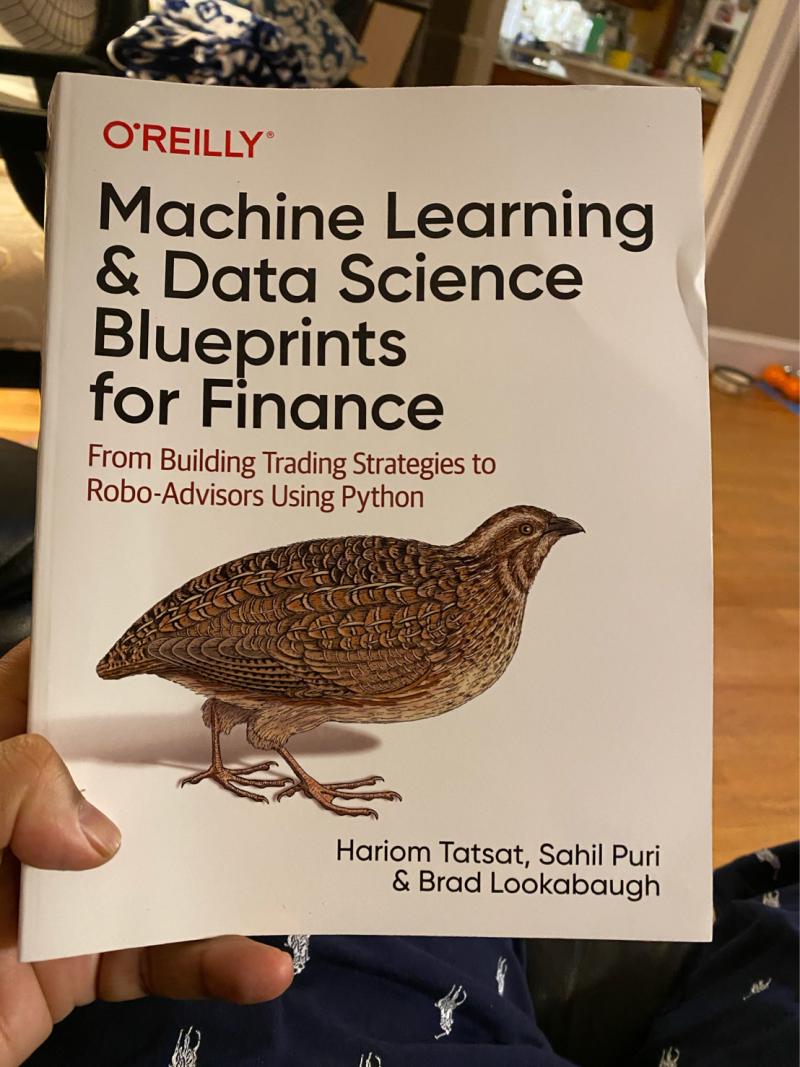 O'REILLY®
Machine Learning
& Data Science
Blueprints
for Finance
From Building Trading Strategies to
Robo-Advisors Using Python
Hariom Tatsat, Sahil Puri
& Brad Lookabaugh